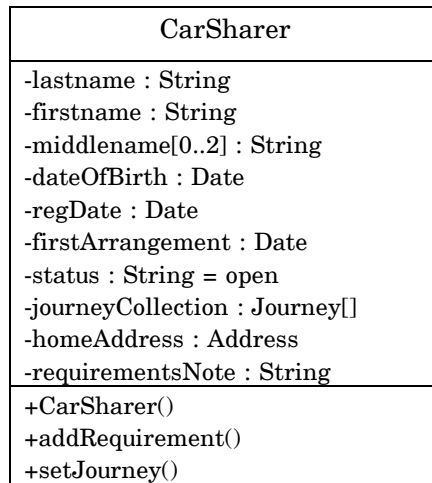 CarSharer
-lastname : String
-firstname : String
-middlename[0..2] : String
-dateOfBirth : Date
-regDate : Date
-firstArrangement : Date
-status : String = open
-journeyCollection : Journey[]
-homeAddress : Address
-requirementsNote : String
+CarSharer()
+addRequirement()
+setJourney()